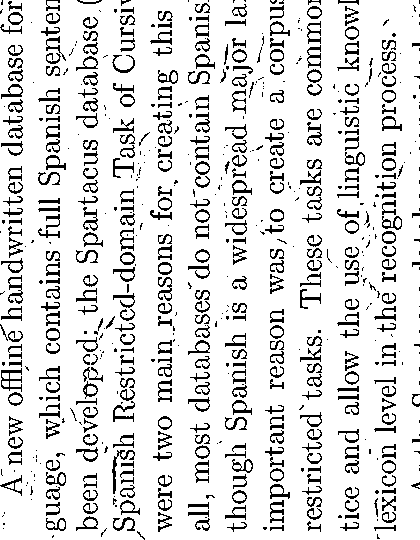 A new offline handwritten database for
guage, which contains full Spanish senten
been developed: the Spartacus database (
Spanish Restricted-domain Task of Cursiv
were two main reasons for creating this
all, most databases do not contain Spanis
though Spanish is a widespread major la
important reason was to create a corpus
restricted tasks. These tasks are common
tice and allow the use of linguistic knowl
lexicon level in the recognition process.